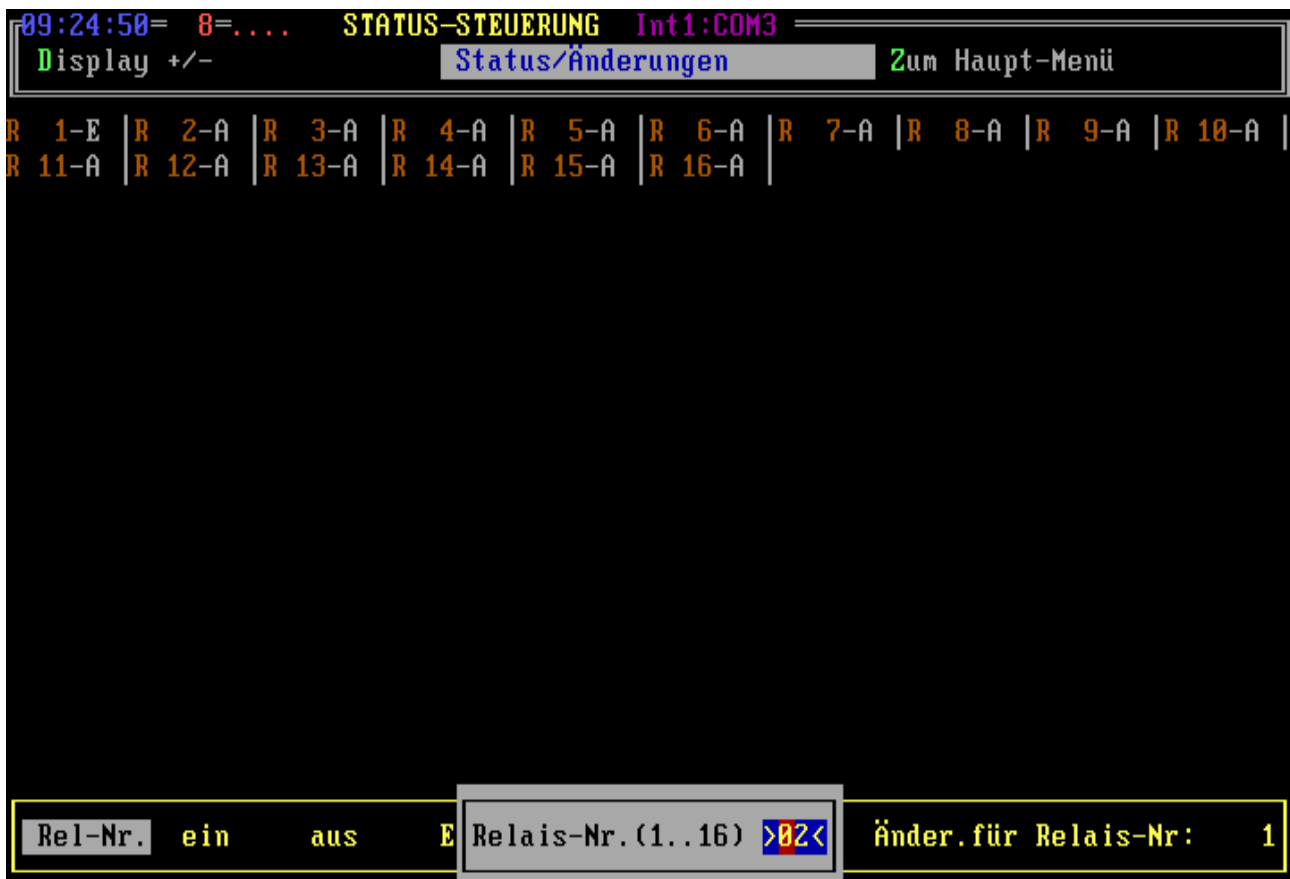 09:24:50= 8=.... STATUS-STEUERUNG Int1:COM3
Display +/- Status/Änderungen Zum Haupt-Menü
R 1-E |R 2-A |R 3-A |R 4-A |R 5-A |R 6-A |R 7-A |R 8-A |R 9-A |R 10-A |
R 11-A |R 12-A |R 13-A |R 14-A |R 15-A |R 16-A |
Rel-Nr. ein aus E Relais-Nr.(1..16) >02< Änder.für Relais-Nr: 1